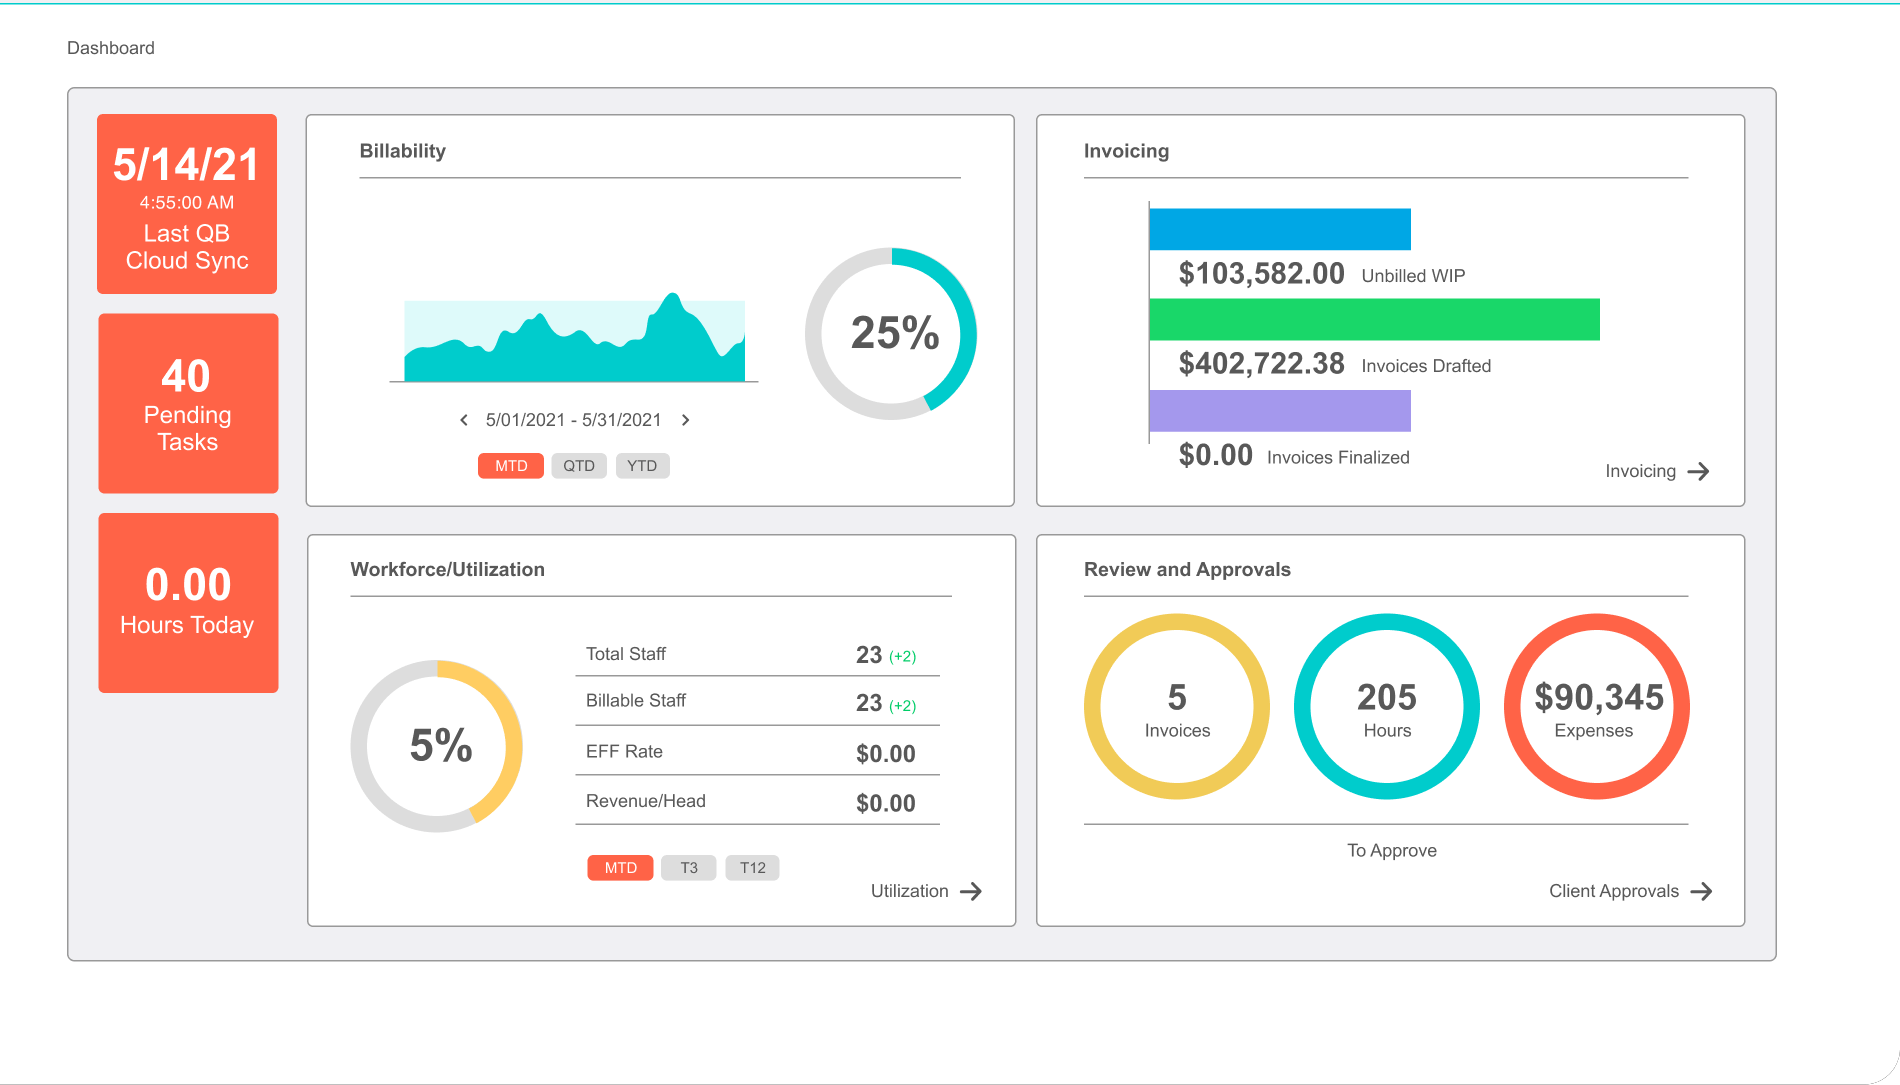 Dashboard
5/14/21
4:55:00 AM
Last QB
Cloud Sync
40
Pending
Tasks
0.00
Hours Today
Billability
25%
5/01/2021 - 5/31/2021
MTD QTD YTD
Invoicing
$103,582.00 Unbilled WIP
$402,722.38 Invoices Drafted
$0.00 Invoices Finalized
Invoicing
Workforce/Utilization
5%
Total Staff 23 (+2)
Billable Staff 23 (+2)
EFF Rate $0.00
Revenue/Head $0.00
MTD T3 T12
Utilization
Review and Approvals
5
Invoices
205
Hours
$90,345
Expenses
To Approve
Client Approvals